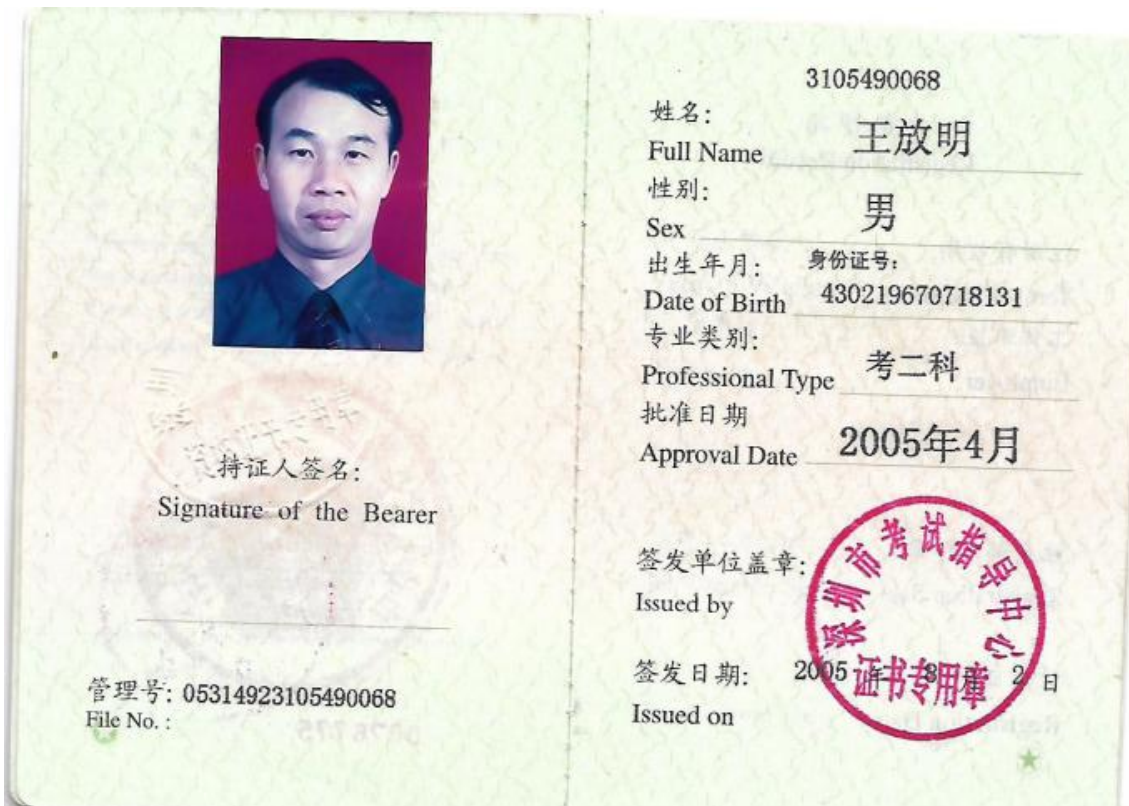 持证人签名:
Signature of the Bearer
管理号: 05314923105490068
File No. :
3105490068
姓名:
Full Name 王放明
性别:
Sex 男
出生年月: 身份证号:
Date of Birth 430219670718131
专业类别:
Professional Type 考二科
批准日期
Approval Date 2005年4月
签发单位盖章:
Issued by
深圳市考试指导中心
证书专用章
签发日期: 2005 年 8 月 2 日
Issued on